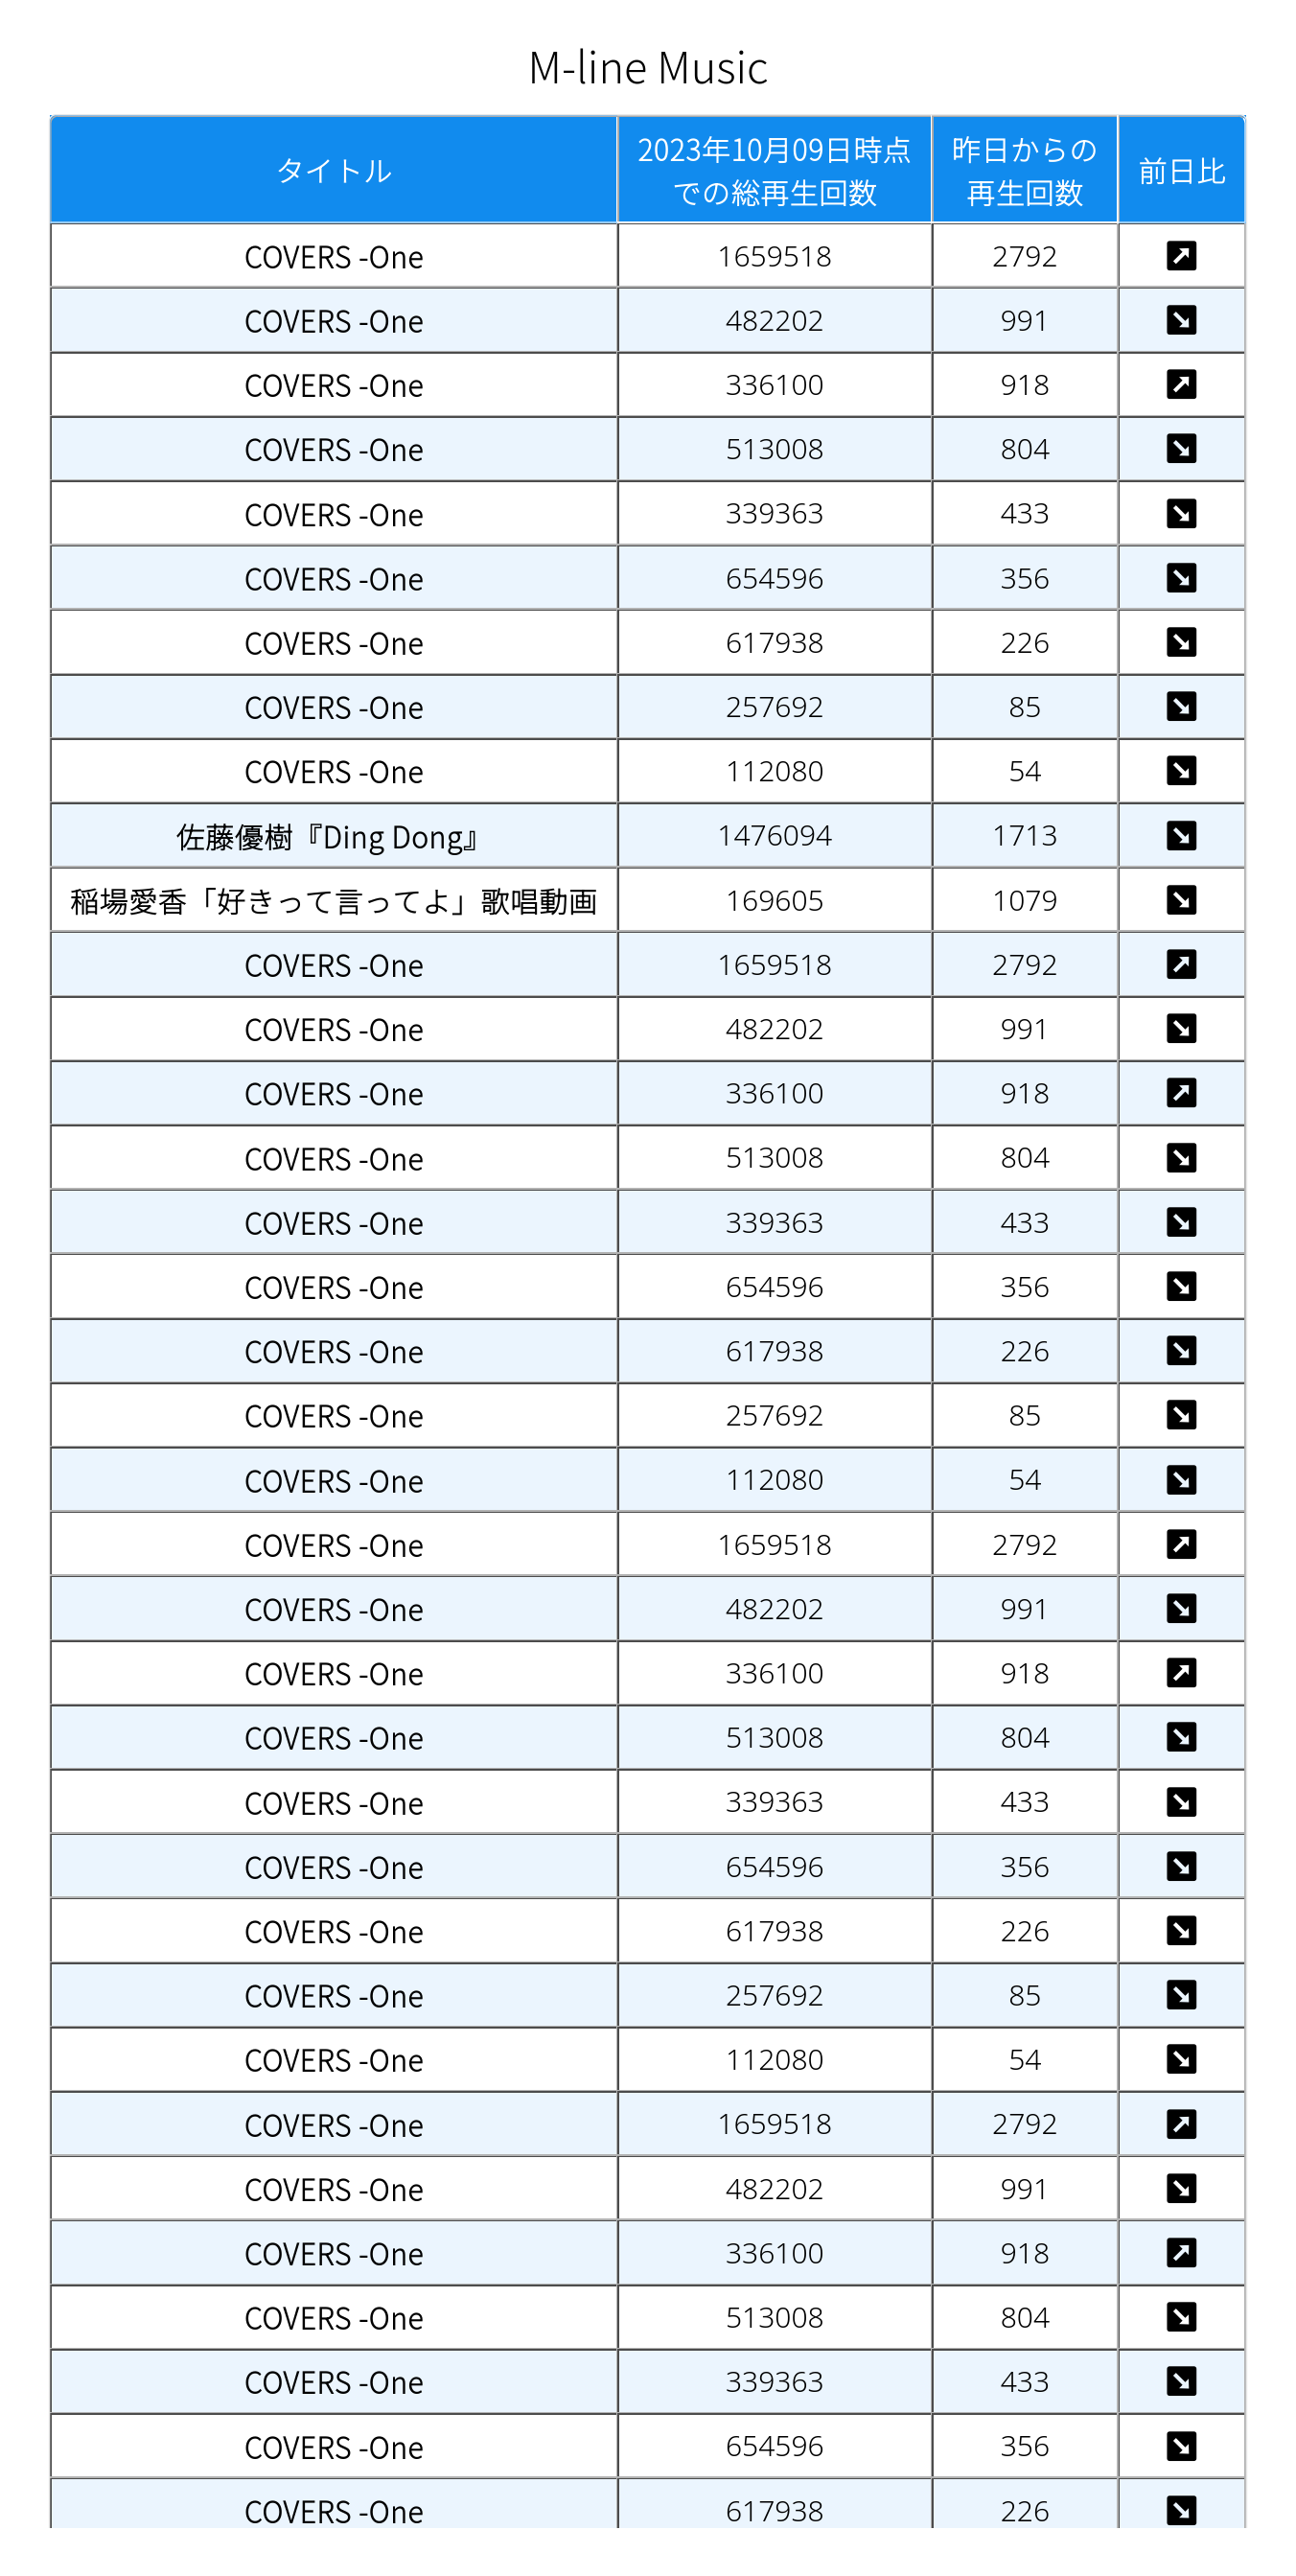 M-line Music
タイトル 2023年10月09日時点 昨日からの 前日比
での総再生回数 再生回数
COVERS -One 1659518 2792 ↗
COVERS -One 482202 991 ↘
COVERS -One 336100 918 ↗
COVERS -One 513008 804 ↘
COVERS -One 339363 433 ↘
COVERS -One 654596 356 ↘
COVERS -One 617938 226 ↘
COVERS -One 257692 85 ↘
COVERS -One 112080 54 ↘
佐藤優樹『Ding Dong』 1476094 1713 ↘
稲場愛香「好きって言ってよ」歌唱動画 169605 1079 ↘
COVERS -One 1659518 2792 ↗
COVERS -One 482202 991 ↘
COVERS -One 336100 918 ↗
COVERS -One 513008 804 ↘
COVERS -One 339363 433 ↘
COVERS -One 654596 356 ↘
COVERS -One 617938 226 ↘
COVERS -One 257692 85 ↘
COVERS -One 112080 54 ↘
COVERS -One 1659518 2792 ↗
COVERS -One 482202 991 ↘
COVERS -One 336100 918 ↗
COVERS -One 513008 804 ↘
COVERS -One 339363 433 ↘
COVERS -One 654596 356 ↘
COVERS -One 617938 226 ↘
COVERS -One 257692 85 ↘
COVERS -One 112080 54 ↘
COVERS -One 1659518 2792 ↗
COVERS -One 482202 991 ↘
COVERS -One 336100 918 ↗
COVERS -One 513008 804 ↘
COVERS -One 339363 433 ↘
COVERS -One 654596 356 ↘
COVERS -One 617938 226 ↘